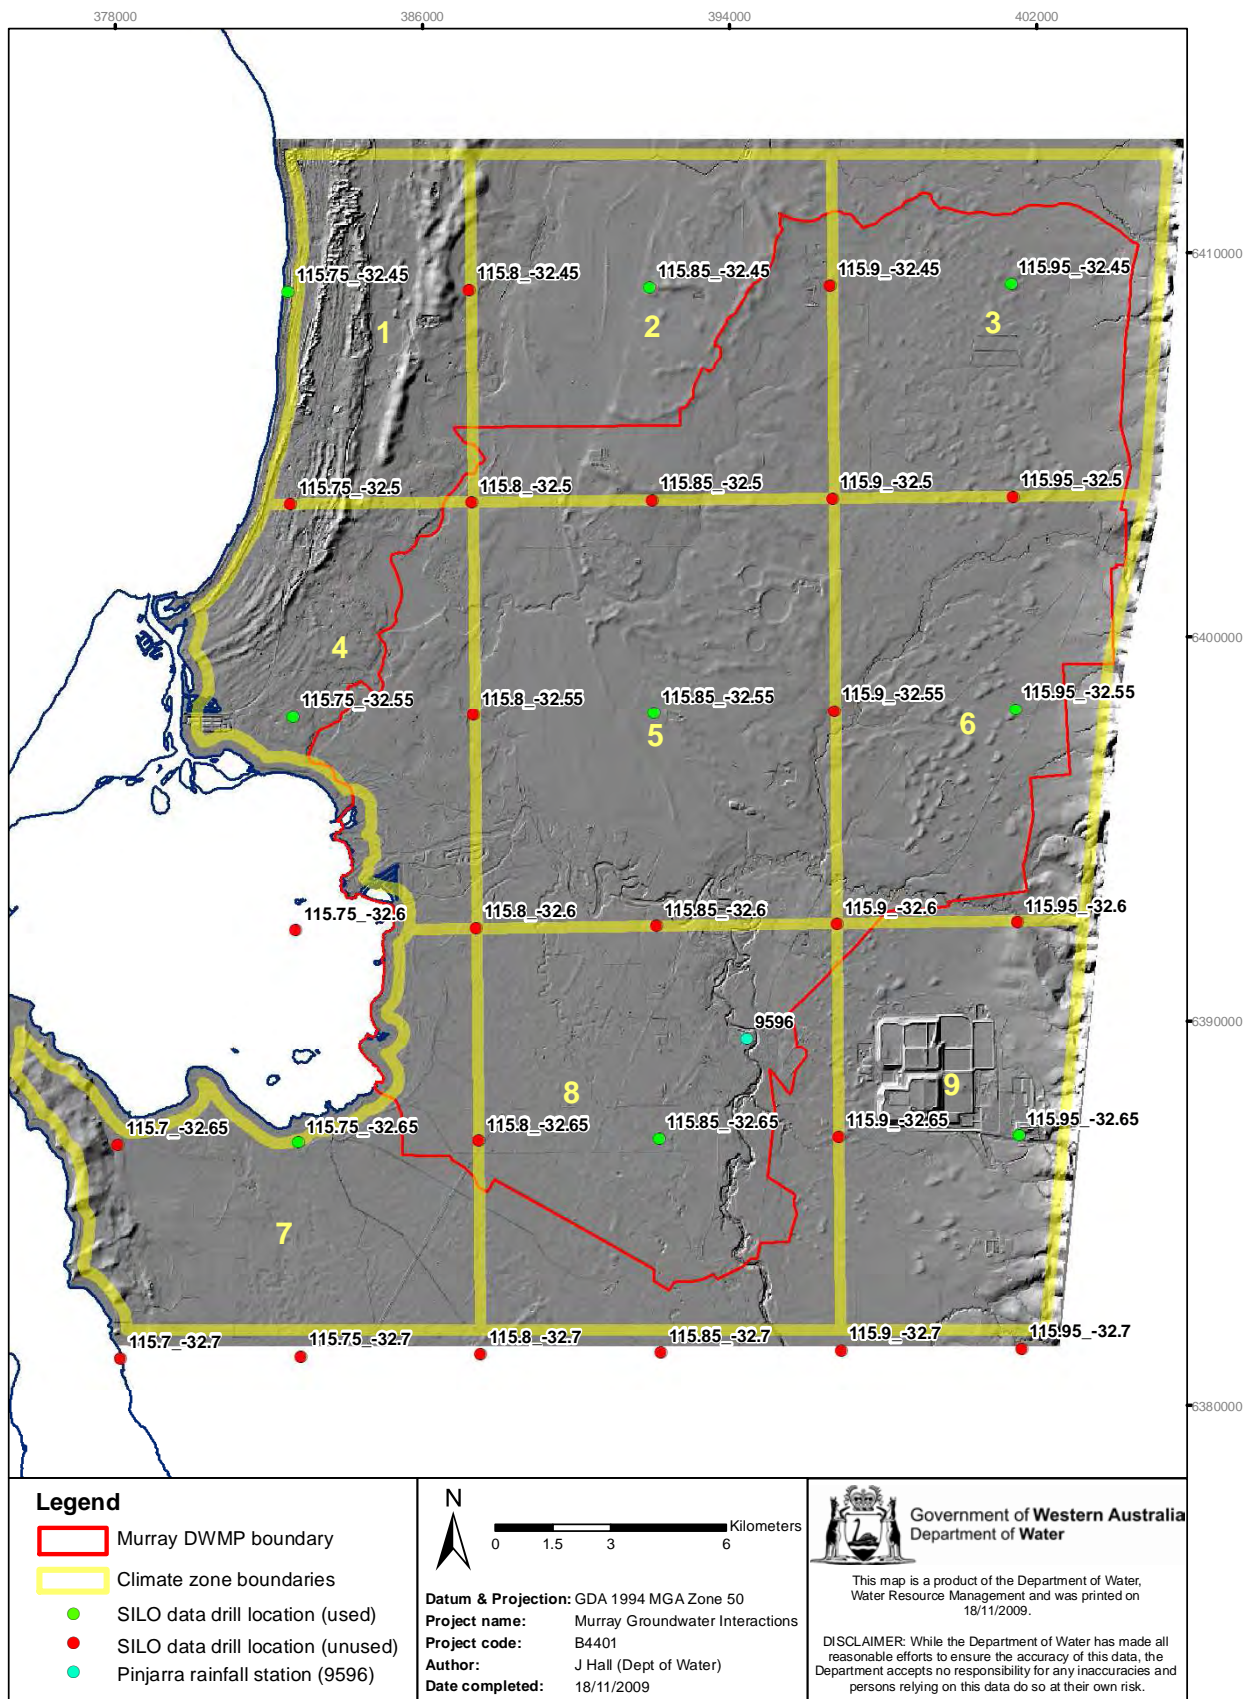 378000
386000
394000
402000
6410000
115.75_-32.45
115.8_-32.45
115.85_-32.45
115.9_-32.45
115.95_-32.45
1
2
3
115.75_-32.5
115.8_-32.5
115.85_-32.5
115.9_-32.5
115.95_-32.5
6400000
4
115.75_-32.55
115.8_-32.55
115.85_-32.55
115.9_-32.55
115.95_-32.55
5
6
115.75_-32.6
115.8_-32.6
115.85_-32.6
115.9_-32.6
115.95_-32.6
6390000
9596
8
9
115.7_-32.65
115.75_-32.65
115.8_-32.65
115.85_-32.65
115.9_-32.65
115.95_-32.65
7
115.7_-32.7
115.75_-32.7
115.8_-32.7
115.85_-32.7
115.9_-32.7
115.95_-32.7
6380000
Legend
Murray DWMP boundary
Climate zone boundaries
SILO data drill location (used)
SILO data drill location (unused)
Pinjarra rainfall station (9596)
N
Kilometers
0 1.5 3 6
Datum & Projection: GDA 1994 MGA Zone 50
Project name: Murray Groundwater Interactions
Project code: B4401
Author: J Hall (Dept of Water)
Date completed: 18/11/2009
Government of Western Australia
Department of Water
This map is a product of the Department of Water,
Water Resource Management and was printed on
18/11/2009.
DISCLAIMER: While the Department of Water has made all
reasonable efforts to ensure the accuracy of this data, the
Department accepts no responsibility for any inaccuracies and
persons relying on this data do so at their own risk.